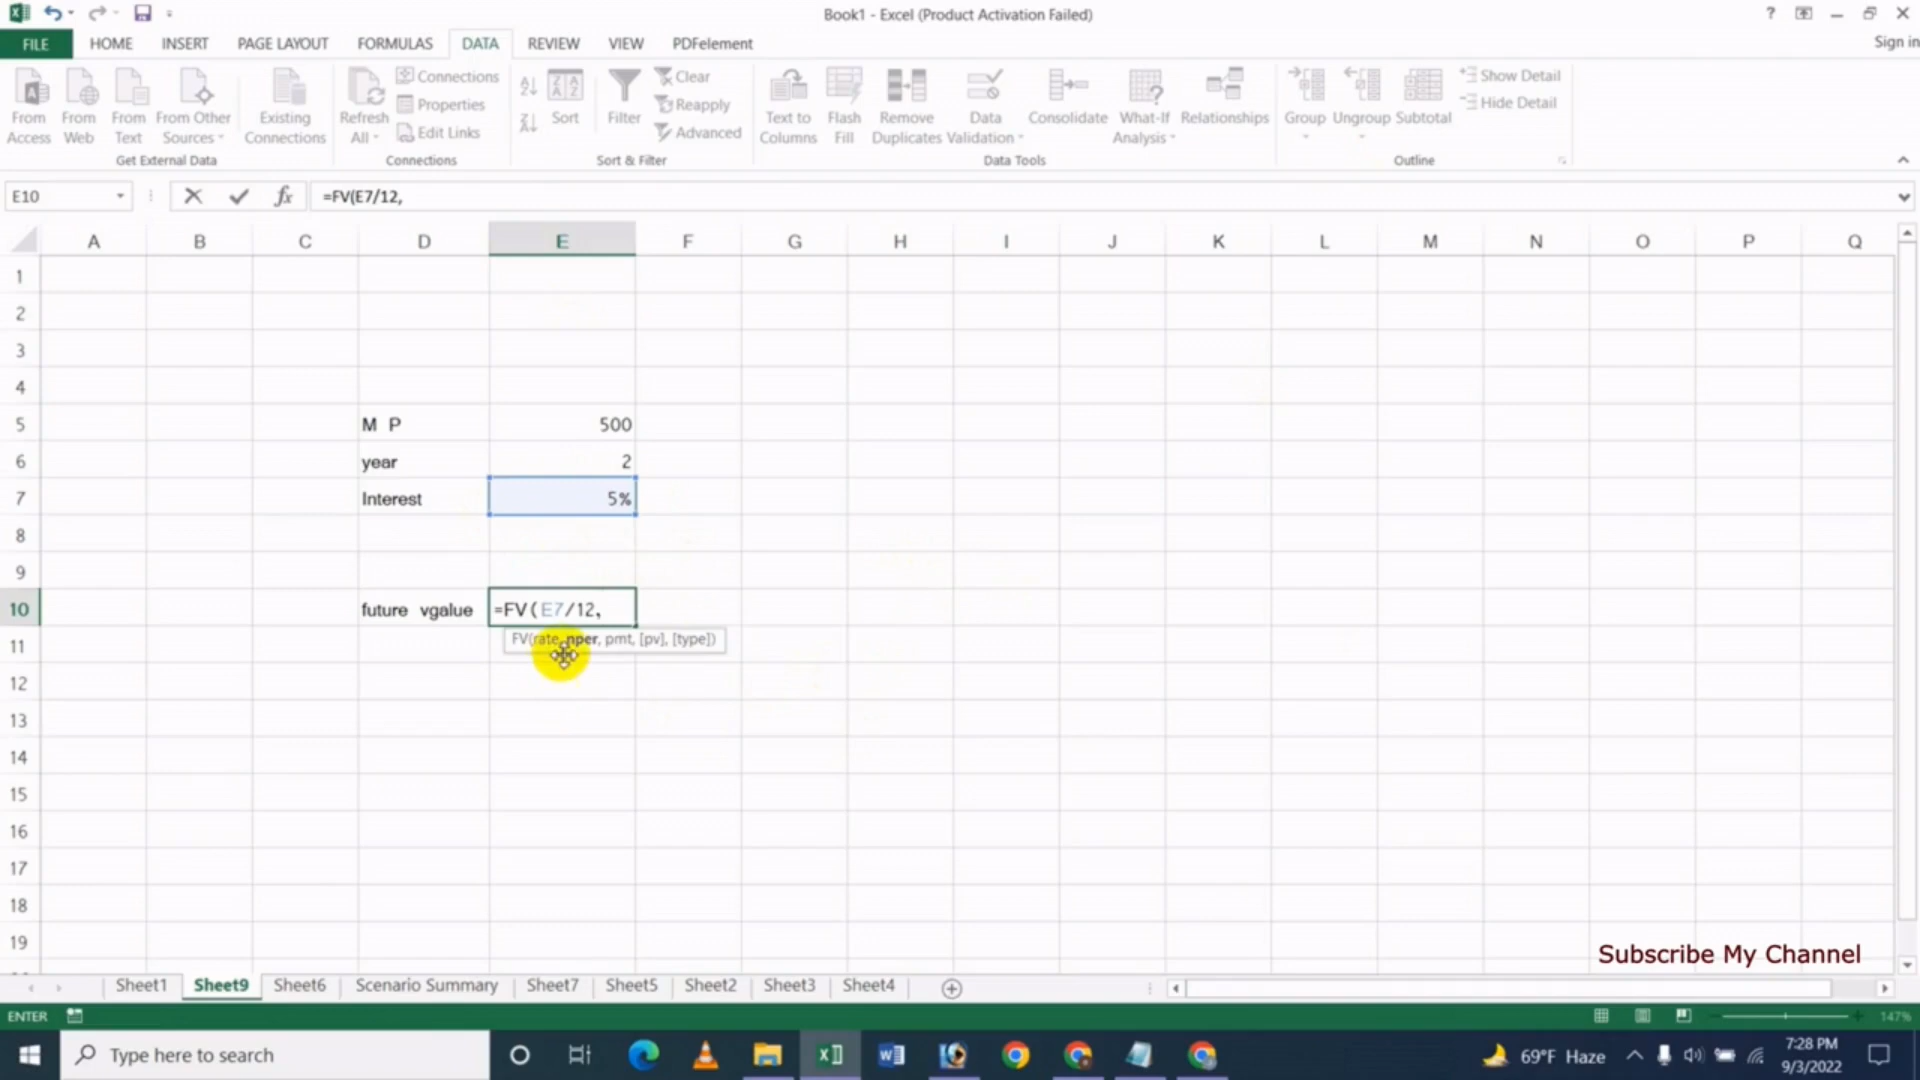 Book1 - Excel (Product Activation Failed)
?
FILE HOME INSERT PAGE LAYOUT FORMULAS DATA REVIEW VIEW PDFelement Sign in
From Access
From Web
From Text
From Other Sources
Existing Connections
Get External Data
Refresh All
Connections
Properties
Edit Links
Connections
Sort
Filter
Clear
Reapply
Advanced
Sort & Filter
Text to Columns
Flash Fill
Remove Duplicates
Data Validation
Consolidate
What-If Analysis
Relationships
Data Tools
Group
Ungroup
Subtotal
Show Detail
Hide Detail
Outline
E10 fx =FV(E7/12,
A B C D E F G H I J K L M N O P Q
1
2
3
4
5 M P 500
6 year 2
7 Interest 5%
8
9
10 future vgalue =FV(E7/12,
11 FV(rate, nper, pmt, [pv], [type])
12
13
14
15
16
17
18
19
Subscribe My Channel
Sheet1 Sheet9 Sheet6 Scenario Summary Sheet7 Sheet5 Sheet2 Sheet3 Sheet4
ENTER 147%
Type here to search
69°F Haze
7:28 PM
9/3/2022